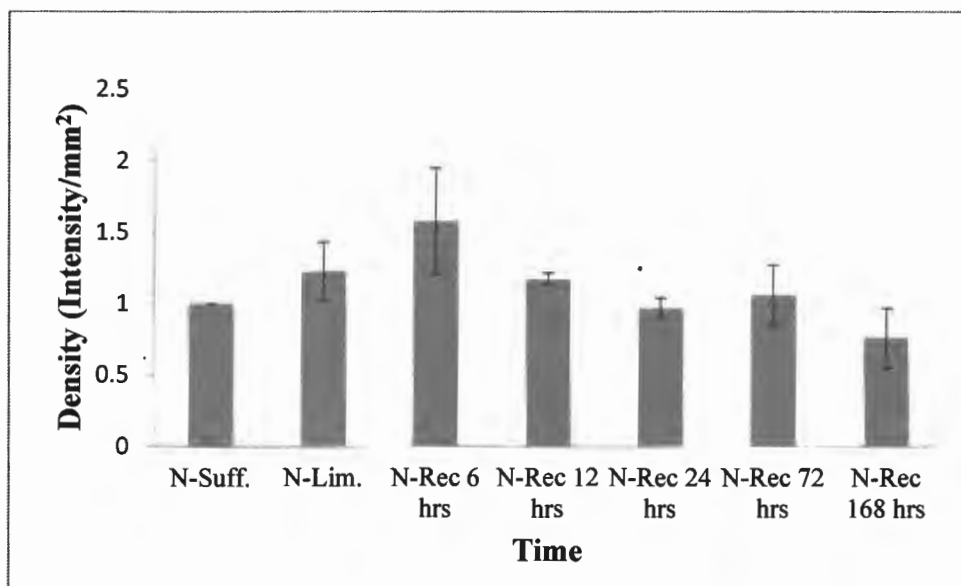 Density (Intensity/mm²)
2.5
2
1.5
1
0.5
0
N-Suff.
N-Lim.
N-Rec 6
hrs
N-Rec 12
hrs
N-Rec 24
hrs
N-Rec 72
hrs
N-Rec
168 hrs
Time